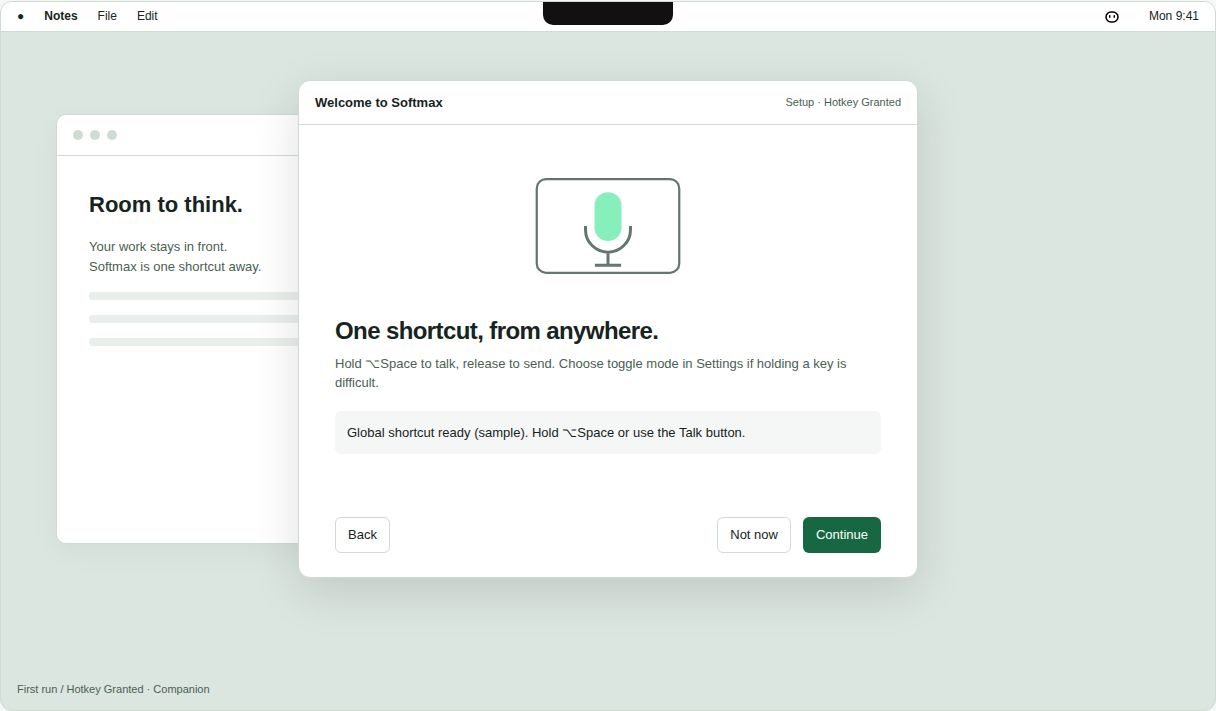 Notes File Edit
Mon 9:41
Welcome to Softmax
Setup · Hotkey Granted
Room to think.
Your work stays in front.
Softmax is one shortcut away.
One shortcut, from anywhere.
Hold ⌥Space to talk, release to send. Choose toggle mode in Settings if holding a key is
difficult.
Global shortcut ready (sample). Hold ⌥Space or use the Talk button.
Back
Not now
Continue
First run / Hotkey Granted · Companion